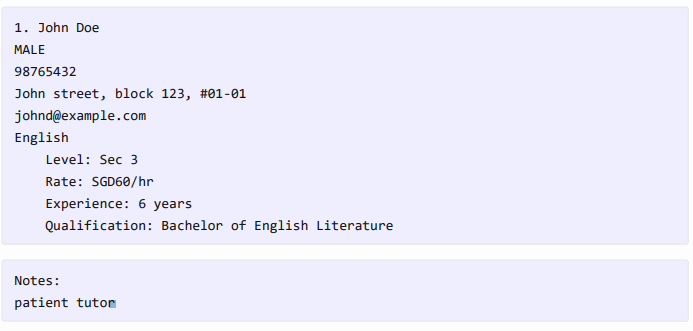 1. John Doe
MALE
98765432
John street, block 123, #01-01
johnd@example.com
English
Level: Sec 3
Rate: SGD60/hr
Experience: 6 years
Qualification: Bachelor of English Literature
Notes:
patient tutor